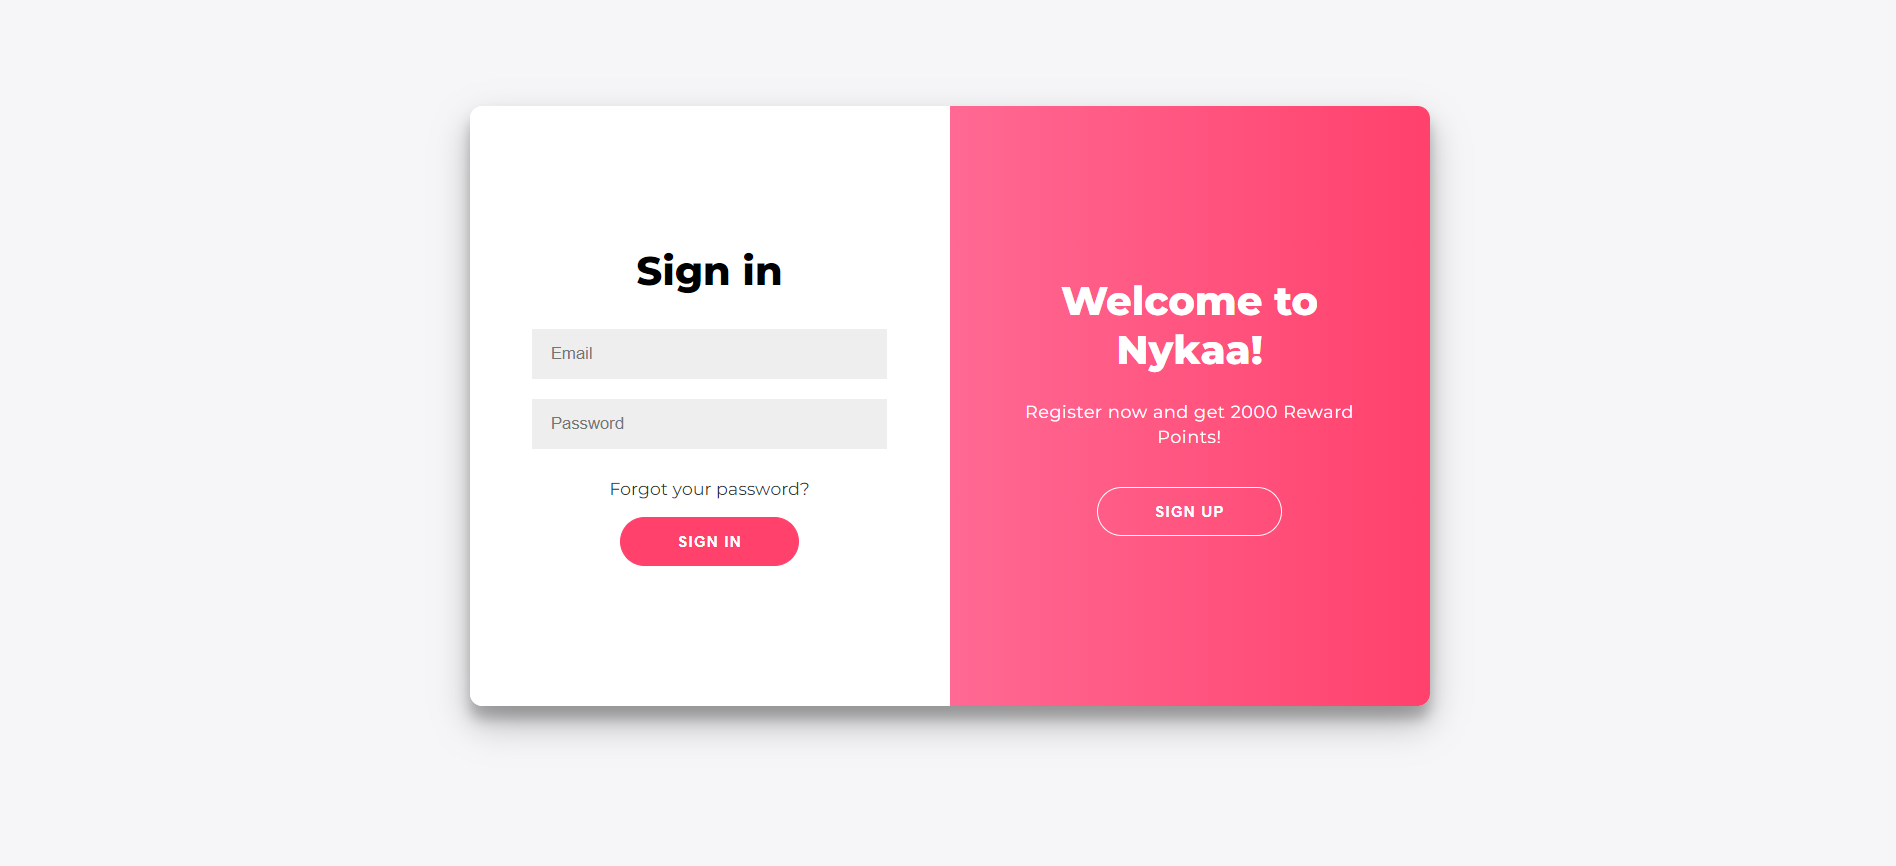 Sign in
Email
Password
Forgot your password?
SIGN IN
Welcome to
Nykaa!
Register now and get 2000 Reward
Points!
SIGN UP